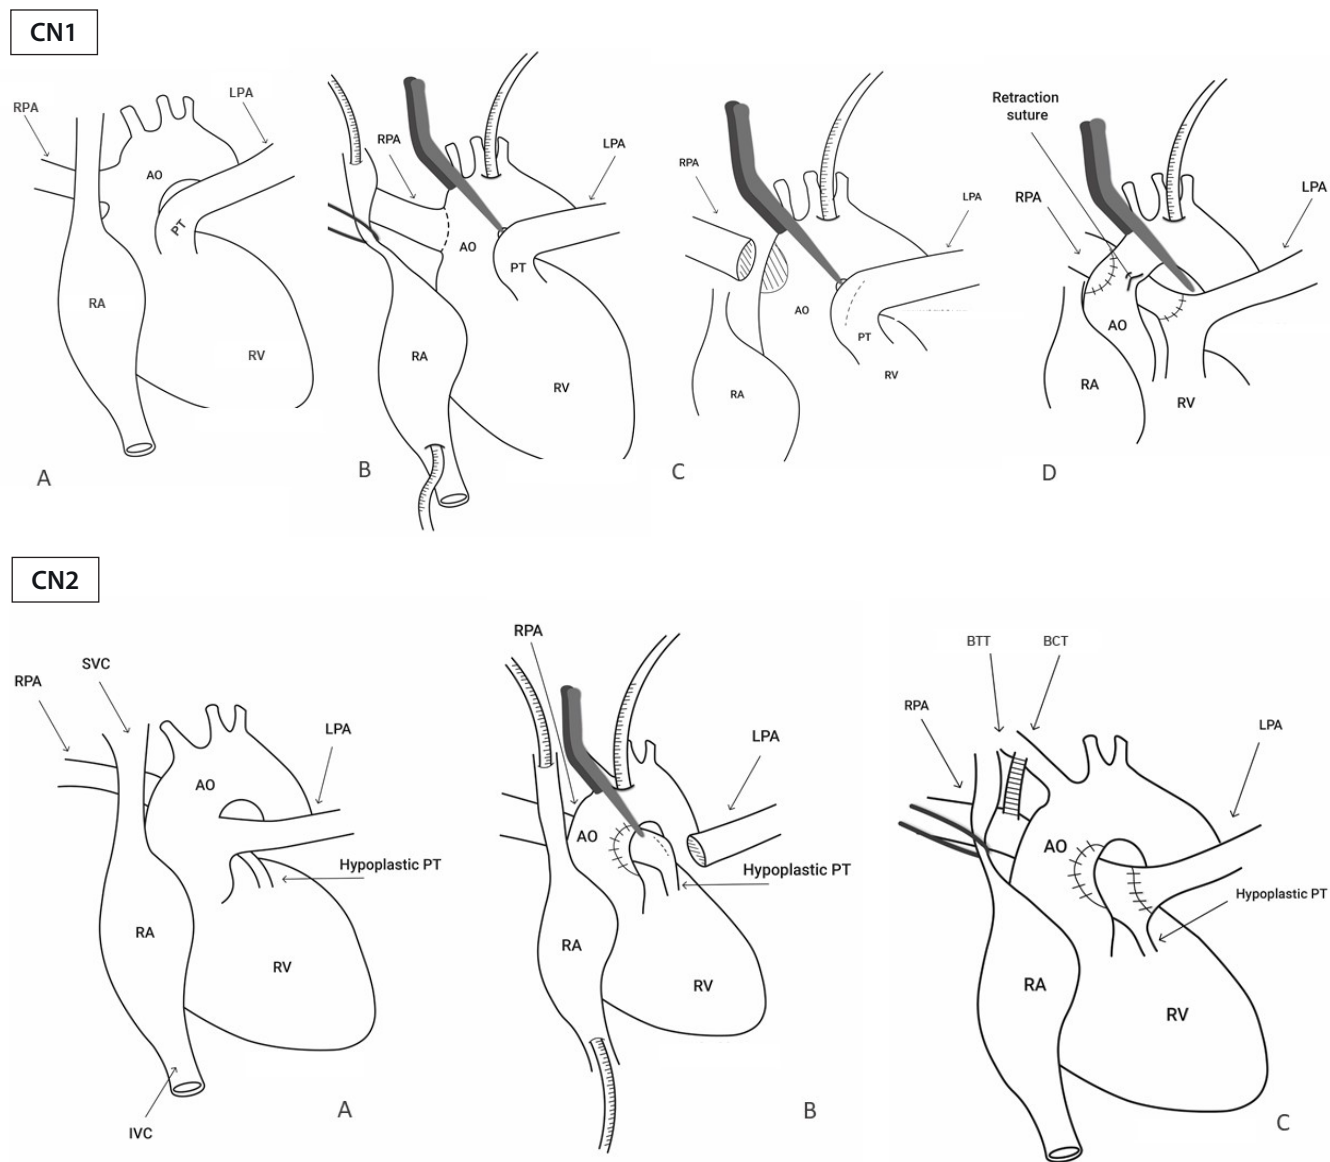 CN1
RPA
LPA
AO
PT
RA
RV
A
RPA
LPA
AO
PT
RA
RV
B
RPA
LPA
AO
PT
RV
RA
C
Retraction
suture
RPA
LPA
AO
RA
RV
D
CN2
SVC
RPA
LPA
AO
Hypoplastic PT
RA
RV
IVC
A
RPA
LPA
AO
Hypoplastic PT
RA
RV
B
BTT
BCT
RPA
LPA
AO
Hypoplastic PT
RA
RV
C